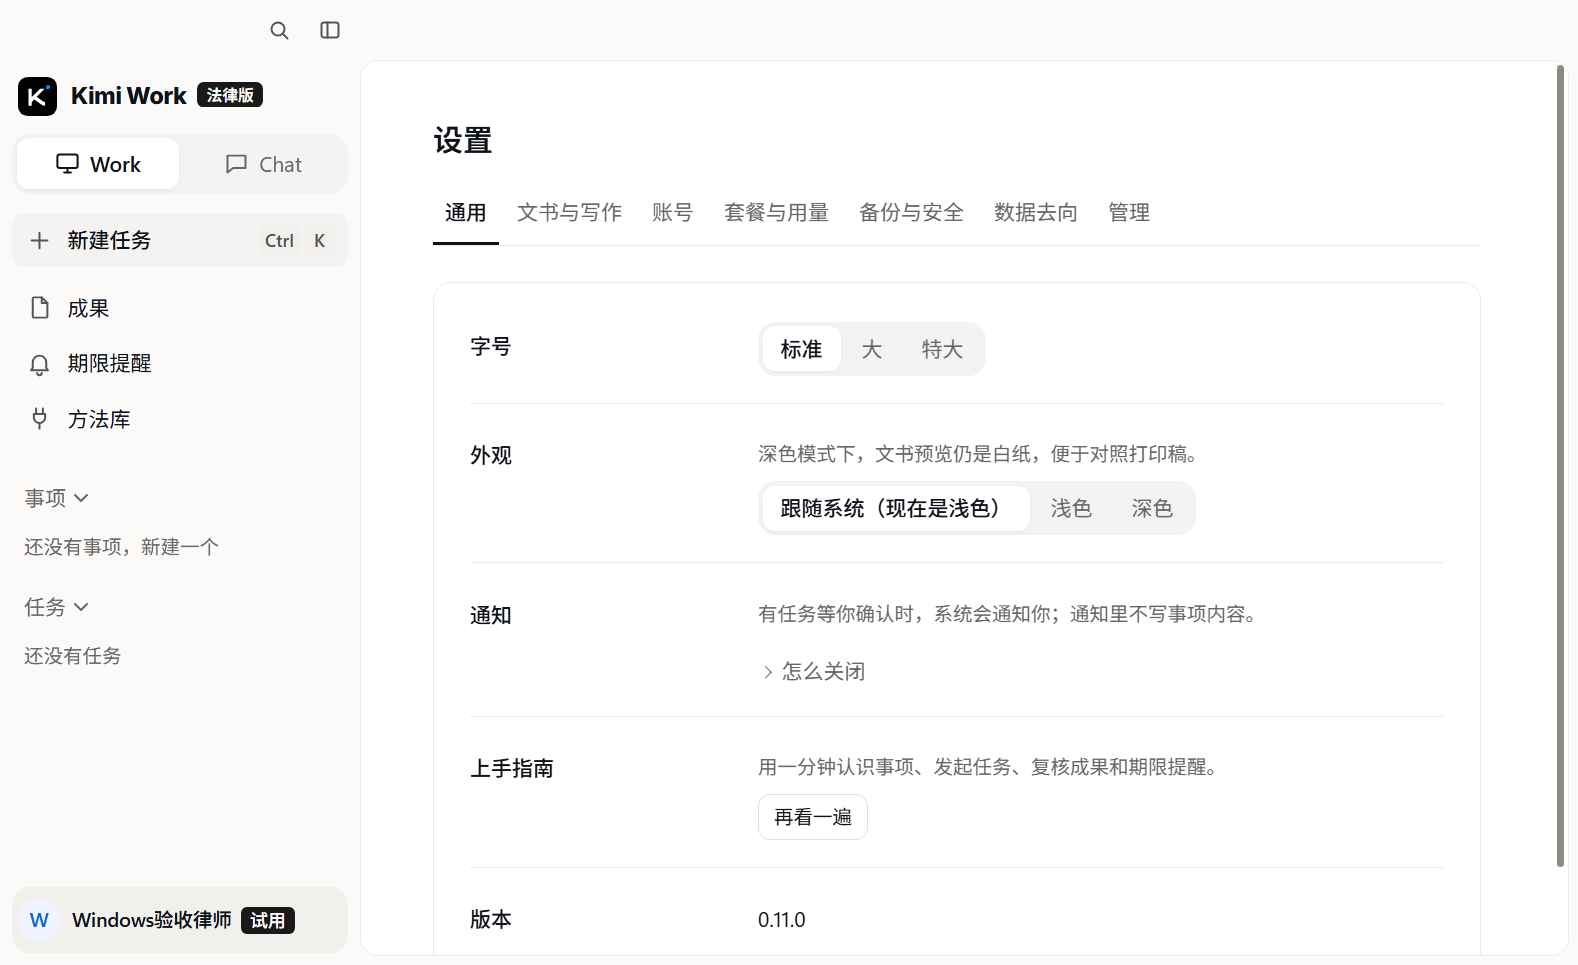 Kimi Work 法律版
Work
Chat
新建任务 Ctrl K
成果
期限提醒
方法库
事项
还没有事项，新建一个
任务
还没有任务
W Windows验收律师 试用
设置
通用 文书与写作 账号 套餐与用量 备份与安全 数据去向 管理
字号
标准 大 特大
外观
深色模式下，文书预览仍是白纸，便于对照打印稿。
跟随系统（现在是浅色） 浅色 深色
通知
有任务等你确认时，系统会通知你；通知里不写事项内容。
怎么关闭
上手指南
用一分钟认识事项、发起任务、复核成果和期限提醒。
再看一遍
版本
0.11.0